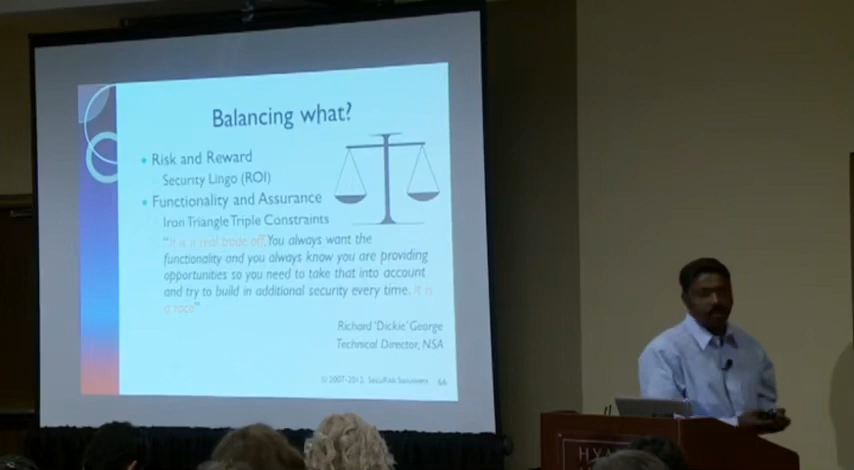 Balancing what?
• Risk and Reward
Security Lingo (ROI)
• Functionality and Assurance
Iron Triangle Triple Constraints
"It is a real trade off. You always want the
functionality and you always know you are providing
opportunities so you need to take that into account
and try to build in additional security every time. It is
a race"
Richard 'Dickie' George
Technical Director, NSA
© 2007-2012, SecuRisk Solutions 66
HYA